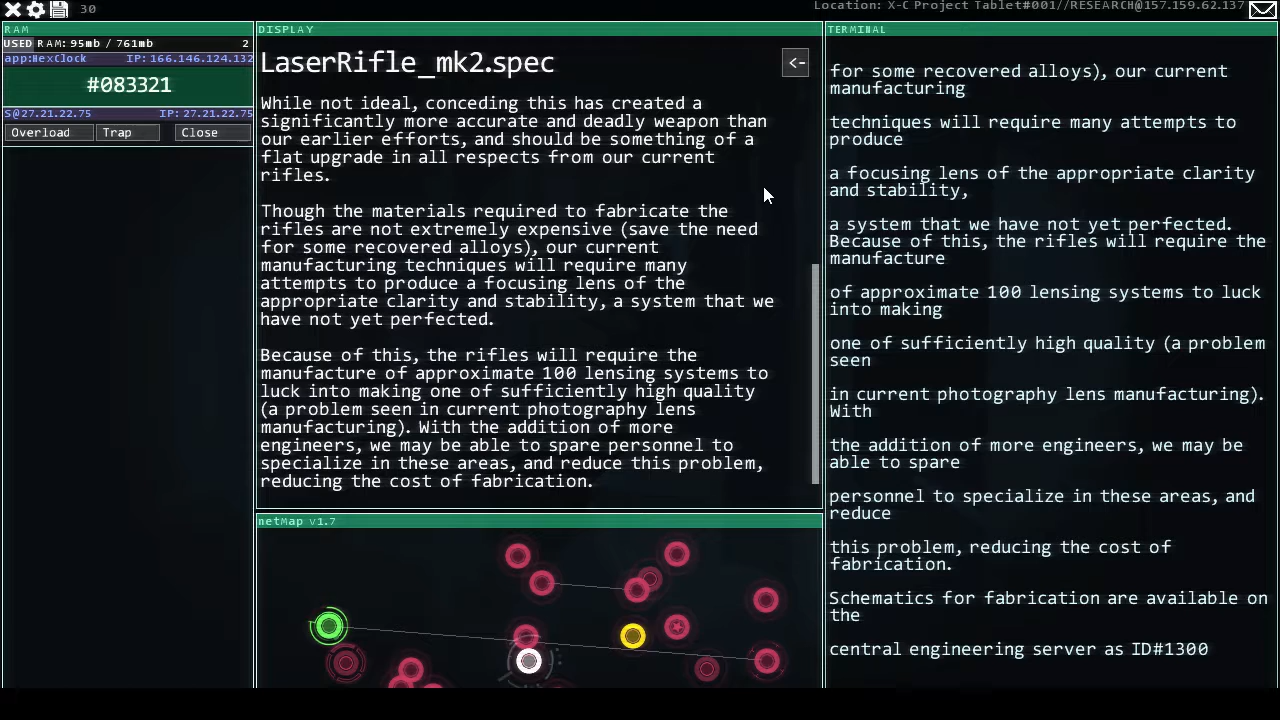 30
Location: X-C Project Tablet#001//RESEARCH@157.159.62.137
RAM
USED RAM: 95mb / 761mb 2
app:HexClock IP: 166.146.124.132
#083321
S@27.21.22.75 IP: 27.21.22.75
Overload Trap Close
DISPLAY
LaserRifle_mk2.spec
<-
While not ideal, conceding this has created a
significantly more accurate and deadly weapon than
our earlier efforts, and should be something of a
flat upgrade in all respects from our current
rifles.
Though the materials required to fabricate the
rifles are not extremely expensive (save the need
for some recovered alloys), our current
manufacturing techniques will require many
attempts to produce a focusing lens of the
appropriate clarity and stability, a system that we
have not yet perfected.
Because of this, the rifles will require the
manufacture of approximate 100 lensing systems to
luck into making one of sufficiently high quality
(a problem seen in current photography lens
manufacturing). With the addition of more
engineers, we may be able to spare personnel to
specialize in these areas, and reduce this problem,
reducing the cost of fabrication.
netMap v1.7
TERMINAL
for some recovered alloys), our current
manufacturing
techniques will require many attempts to
produce
a focusing lens of the appropriate clarity
and stability,
a system that we have not yet perfected.
Because of this, the rifles will require the
manufacture
of approximate 100 lensing systems to luck
into making
one of sufficiently high quality (a problem
seen
in current photography lens manufacturing).
With
the addition of more engineers, we may be
able to spare
personnel to specialize in these areas, and
reduce
this problem, reducing the cost of
fabrication.
Schematics for fabrication are available on
the
central engineering server as ID#1300